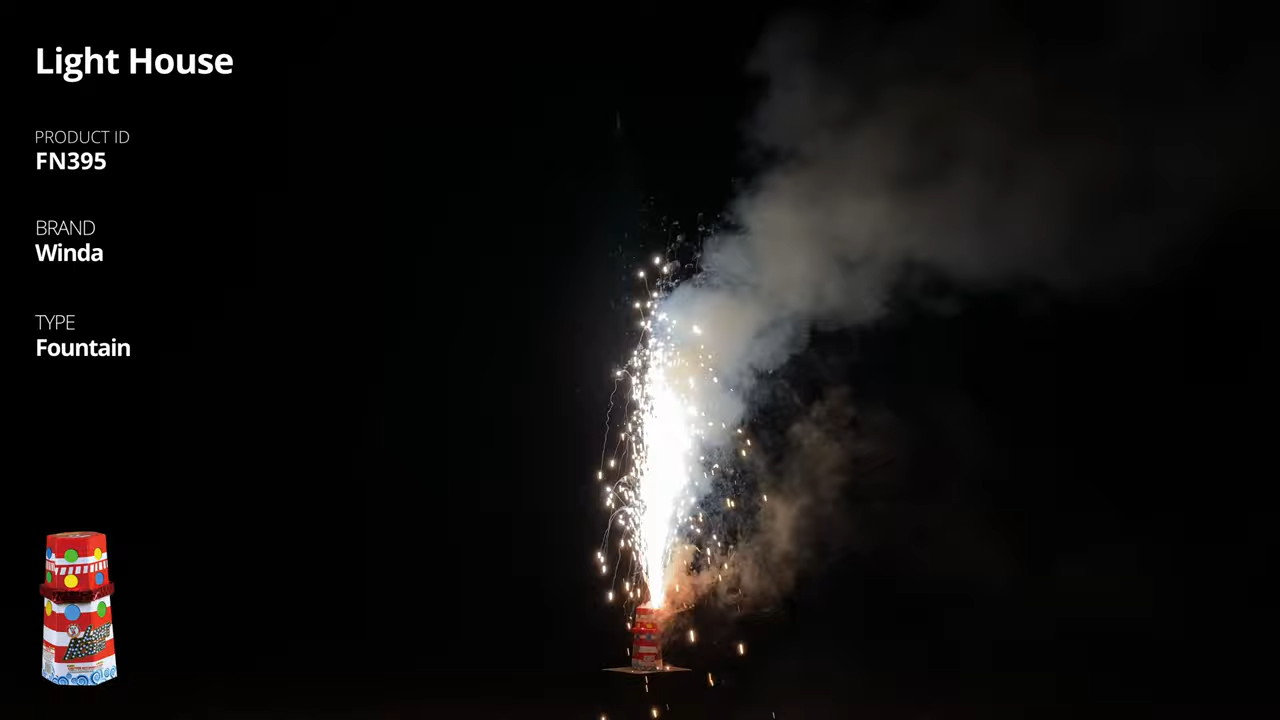 Light House
PRODUCT ID
FN395
BRAND
Winda
TYPE
Fountain